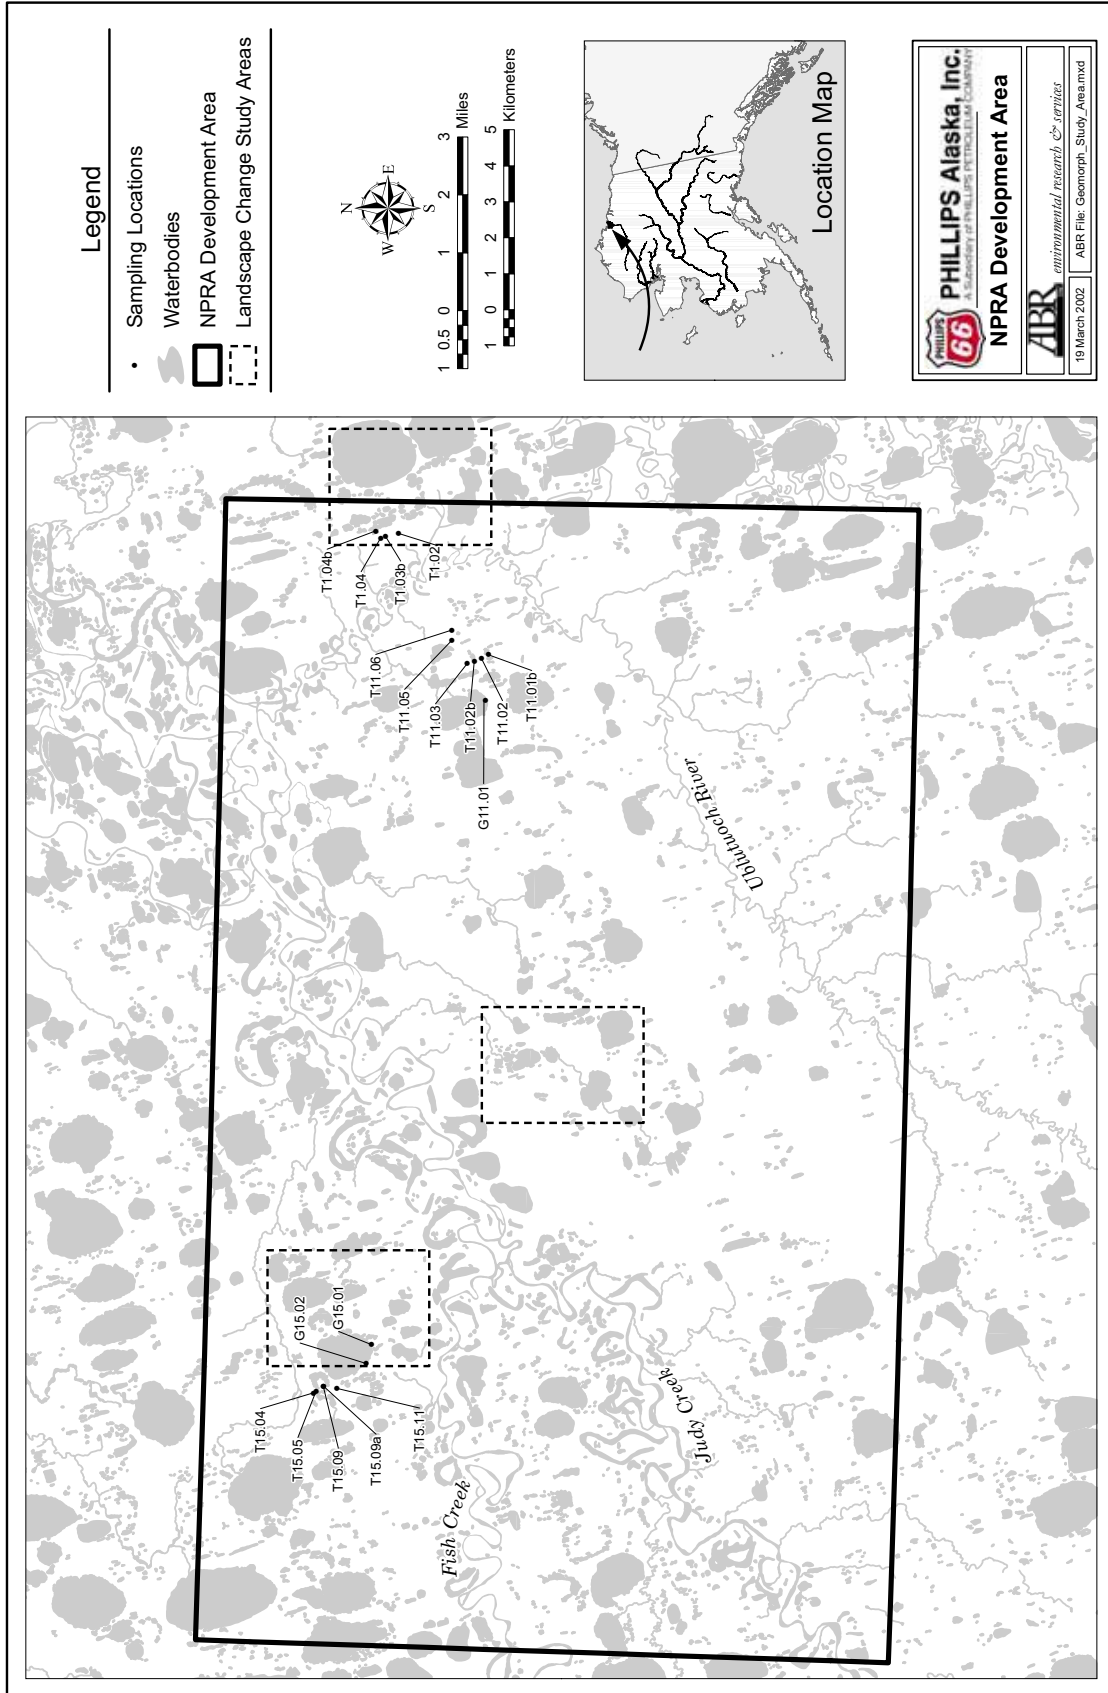 Legend
Sampling Locations
Waterbodies
NPRA Development Area
Landscape Change Study Areas
N
W
E
S
1 0.5 0 1 2 3
Miles
1 0 1 2 3 4 5
Kilometers
Location Map
PHILLIPS
66
PHILLIPS Alaska, Inc.
A Subsidiary of PHILLIPS PETROLEUM COMPANY
NPRA Development Area
ABR
environmental research & services
19 March 2002
ABR File: Geomorph_Study_Area.mxd
T1.04b
T1.04
T1.03b
T1.02
T11.06
T11.05
T11.03
T11.02b
T11.02
T11.01b
G11.01
Ublutuoch River
G15.02
G15.01
T15.04
T15.05
T15.09
T15.09a
T15.11
Fish Creek
Judy Creek